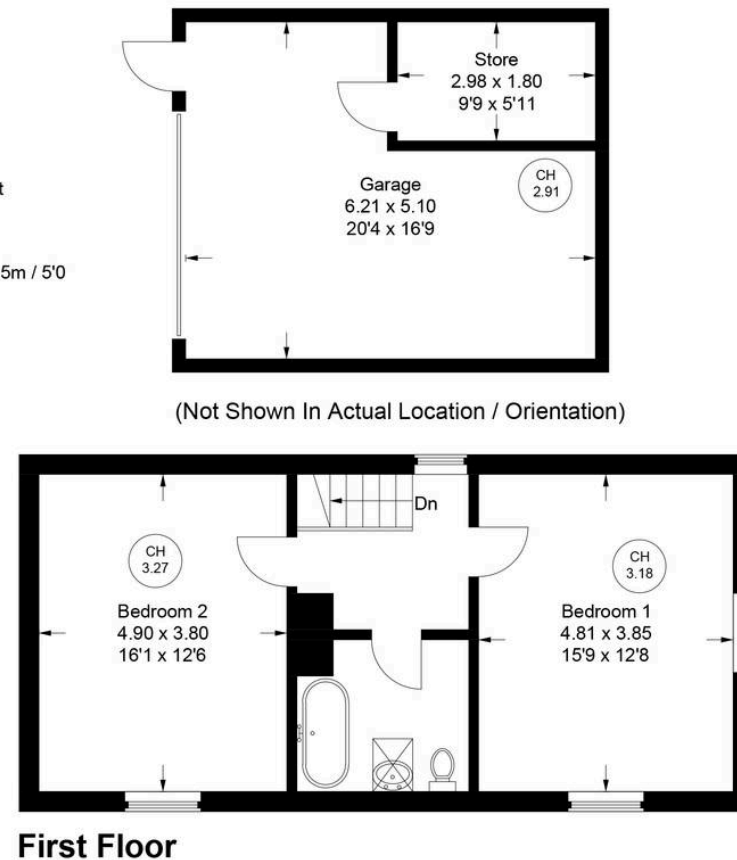 Store
2.98 x 1.80
9'9 x 5'11
Garage
6.21 x 5.10
20'4 x 16'9
CH
2.91
t
5m / 5'0
(Not Shown In Actual Location / Orientation)
Dn
CH
3.27
Bedroom 2
4.90 x 3.80
16'1 x 12'6
CH
3.18
Bedroom 1
4.81 x 3.85
15'9 x 12'8
First Floor